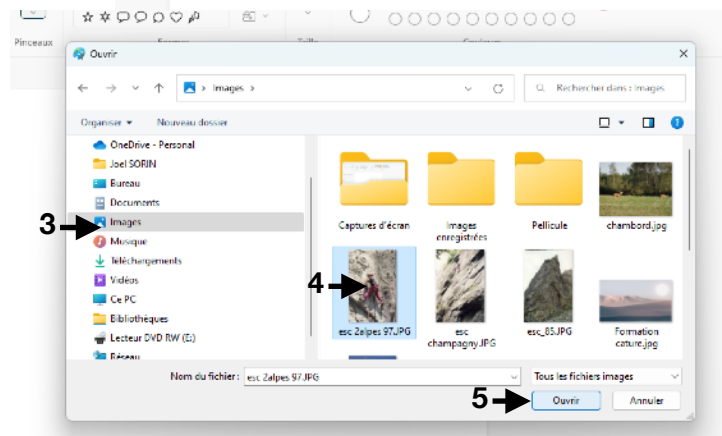 Pinceaux
Ouvrir
Images
Rechercher dans : Images
Organiser
Nouveau dossier
OneDrive - Personal
Joel SORIN
Bureau
Documents
3
Images
Musique
Téléchargements
Vidéos
Ce PC
Bibliothèques
Lecteur DVD RW (E:)
Réseau
Captures d'écran
Images
enregistrées
Pellicule
chambord.jpg
4
esc 2alpes 97.JPG
esc
champagny.JPG
esc_85.JPG
Formation
cature.jpg
Nom du fichier :
esc 2alpes 97.JPG
Tous les fichiers images
5
Ouvrir
Annuler